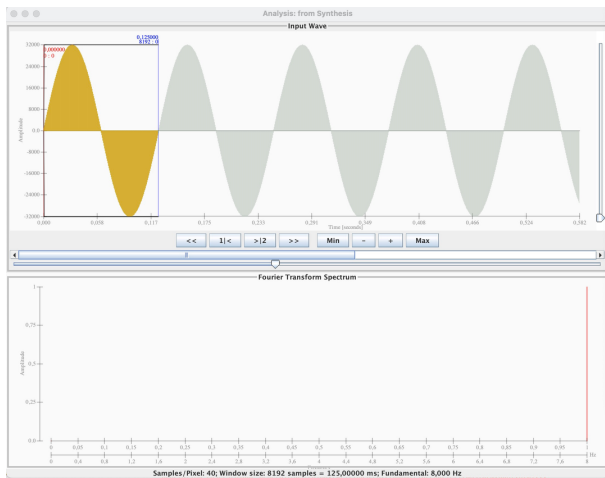 Analysis: from Synthesis
Input Wave
0,125000
8192 : 0
0,000000
0 : 0
32000
24000
16000
8000
0.0
-8000
-16000
-24000
-32000
Amplitude
0,000 0,058 0,117 0,175 0,233 0,291 0,349 0,408 0,466 0,524 0,582
Time [seconds]
<< 1|< >|2 >> Min - + Max
Fourier Transform Spectrum
1
0,75
0,5
0,25
0.0
Amplitude
0 0,05 0,1 0,15 0,2 0,25 0,3 0,35 0,4 0,45 0,5 0,55 0,6 0,65 0,7 0,75 0,8 0,85 0,9 0,95 1
0 0,4 0,8 1,2 1,6 2 2,4 2,8 3,2 3,6 4 4,4 4,8 5,2 5,6 6 6,4 6,8 7,2 7,6 8 Hz
Samples/Pixel: 40; Window size: 8192 samples = 125,00000 ms; Fundamental: 8,000 Hz